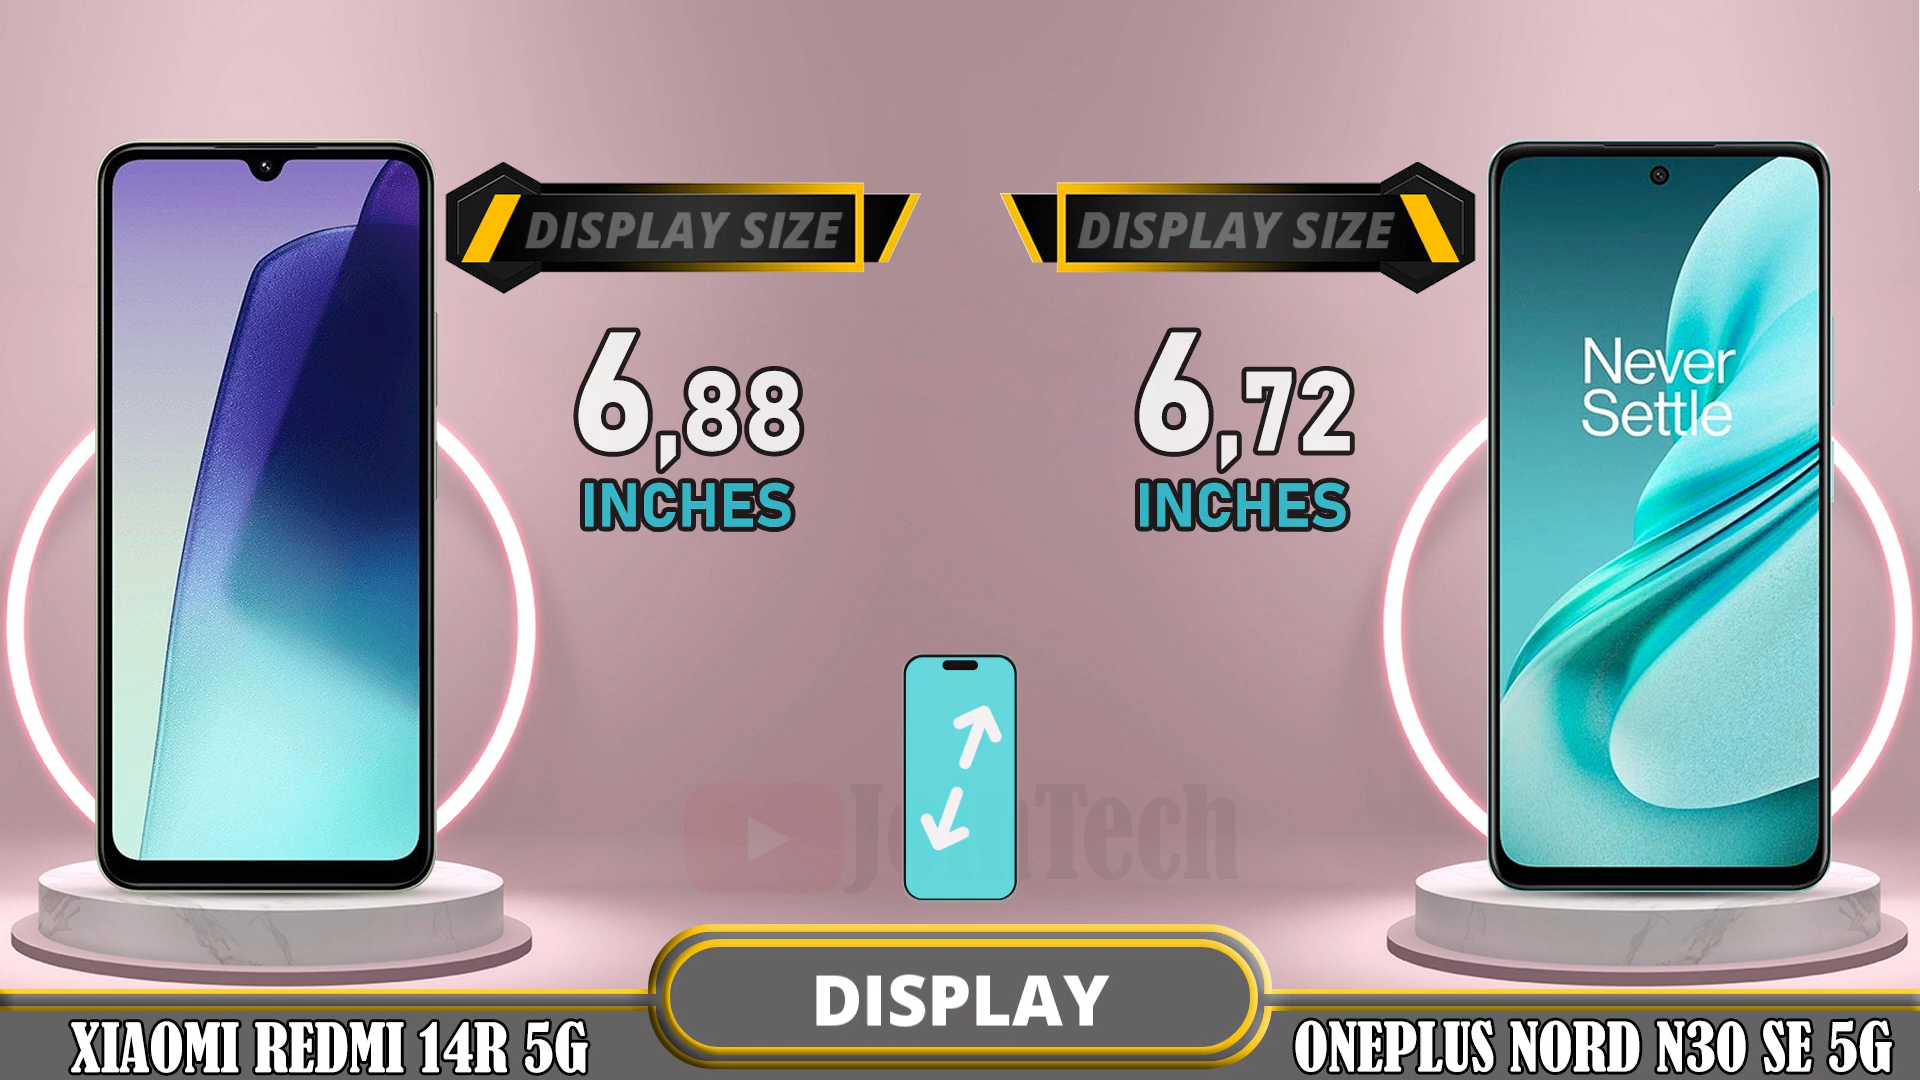 DISPLAY SIZE
DISPLAY SIZE
6,88
INCHES
6,72
INCHES
Never
Settle
JohnTech
DISPLAY
XIAOMI REDMI 14R 5G
ONEPLUS NORD N30 SE 5G